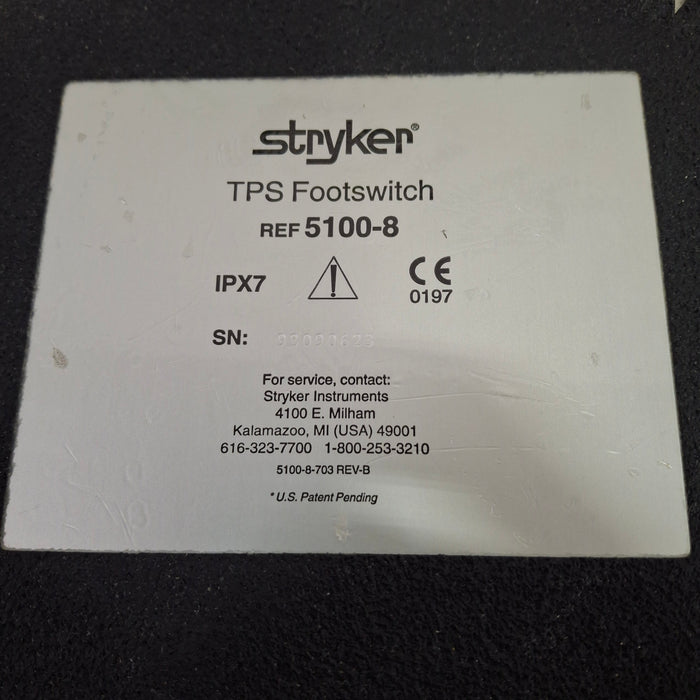 stryker®
TPS Footswitch
REF 5100-8
IPX7
CE
0197
SN: 99090623
For service, contact:
Stryker Instruments
4100 E. Milham
Kalamazoo, MI (USA) 49001
616-323-7700 1-800-253-3210
5100-8-703 REV-B
* U.S. Patent Pending